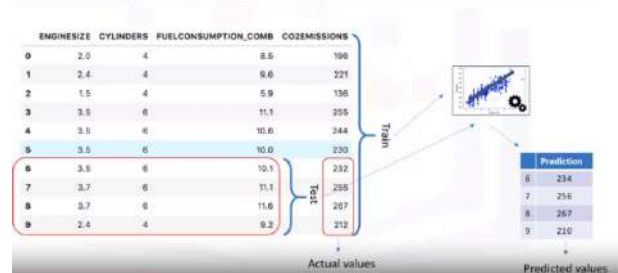 ENGINESIZE CYLINDERS FUELCONSUMPTION_COMB CO2EMISSIONS
0 2.0 4 8.5 196
1 2.4 4 9.6 221
2 1.5 4 5.9 136
3 3.5 6 11.1 255
4 3.5 6 10.6 244
5 3.5 6 10.0 230
6 3.5 6 10.1 232
7 3.7 6 11.1 255
8 3.7 6 11.6 267
9 2.4 4 9.2 212
Train
Test
Prediction
6 234
7 256
8 267
9 210
Actual values
Predicted values